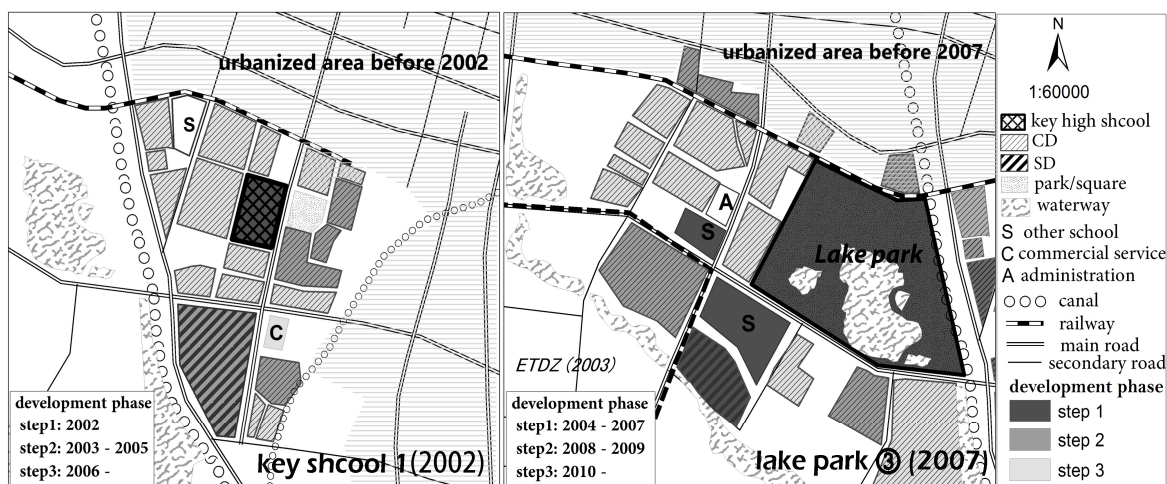 urbanized area before 2002
S
C
development phase
step1: 2002
step2: 2003 - 2005
step3: 2006 -
key shcool 1(2002)
urbanized area before 2007
A
S
Lake park
S
ETDZ (2003)
development phase
step1: 2004 - 2007
step2: 2008 - 2009
step3: 2010 -
lake park ③ (2007)
N
1:60000
key high shcool
CD
SD
park/square
waterway
S other school
C commercial service
A administration
canal
railway
main road
secondary road
development phase
step 1
step 2
step 3